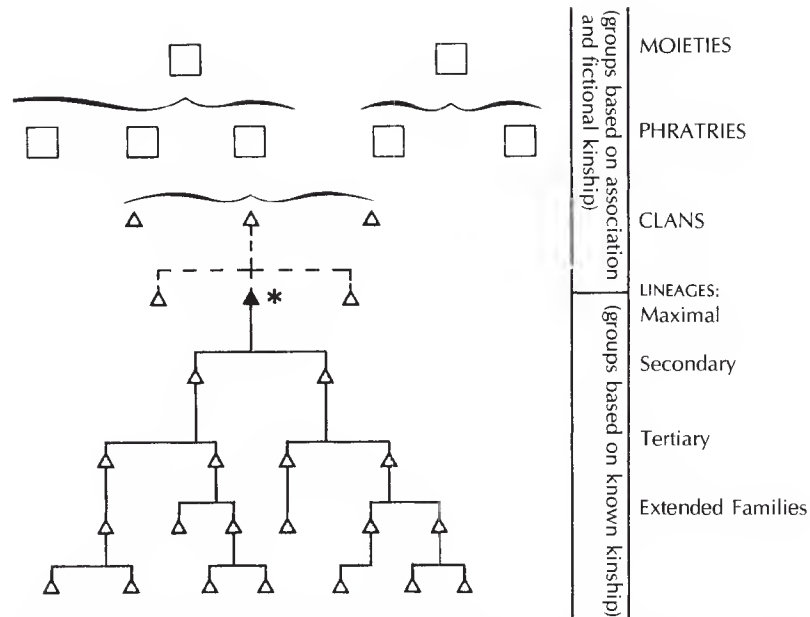 (groups based on association
and fictional kinship)
MOIETIES
PHRATRIES
CLANS
*
LINEAGES:
Maximal
(groups based on known kinship)
Secondary
Tertiary
Extended Families